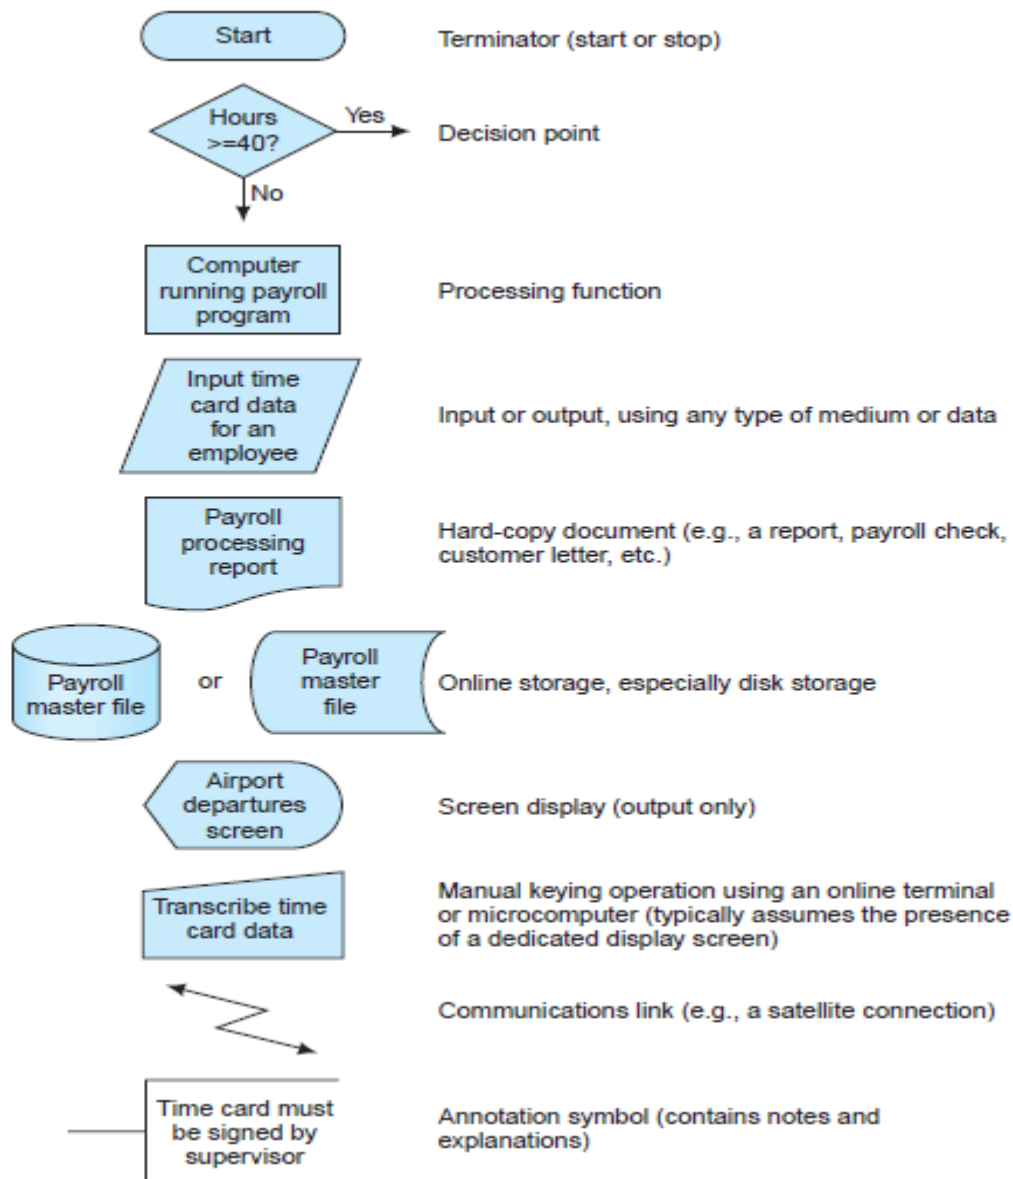 Start
Terminator (start or stop)
Hours
>=40?
Yes
Decision point
No
Computer
running payroll
program
Processing function
Input time
card data
for an
employee
Input or output, using any type of medium or data
Payroll
processing
report
Hard-copy document (e.g., a report, payroll check,
customer letter, etc.)
Payroll
master file
or
Payroll
master
file
Online storage, especially disk storage
Airport
departures
screen
Screen display (output only)
Transcribe time
card data
Manual keying operation using an online terminal
or microcomputer (typically assumes the presence
of a dedicated display screen)
Communications link (e.g., a satellite connection)
Time card must
be signed by
supervisor
Annotation symbol (contains notes and
explanations)